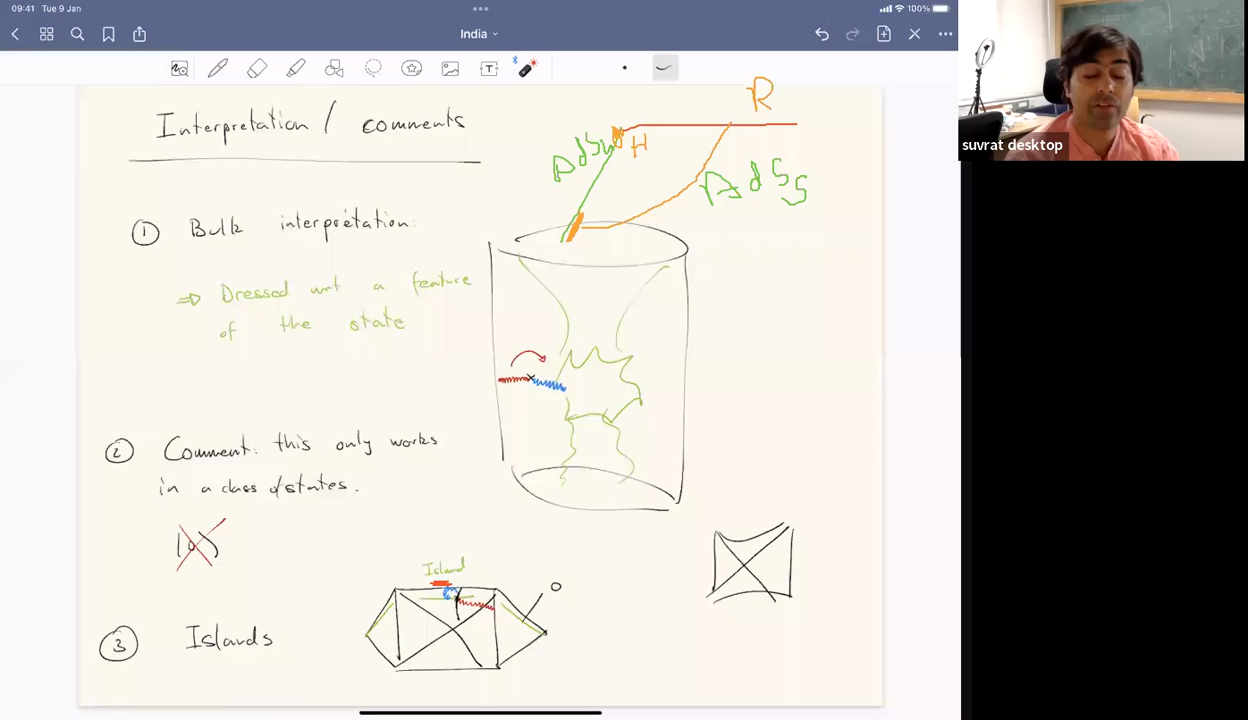 09:41 Tue 9 Jan
100%
India
suvrat desktop
Interpretation / comments
R
AdS4
H
AdS5
① Bulk interpretation:
⇒ Dressed wrt a feature
of the state
② Comment: this only works
in a class of states.
|0⟩
Island
O
③ Islands